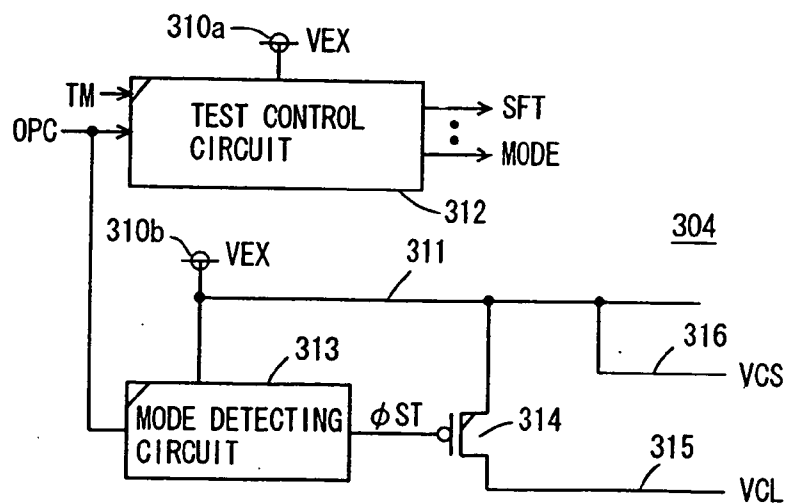 310a VEX
TM
OPC
TEST CONTROL
CIRCUIT
SFT
MODE
312
304
310b VEX
311
313
316
VCS
MODE DETECTING
CIRCUIT
φST
314
315
VCL